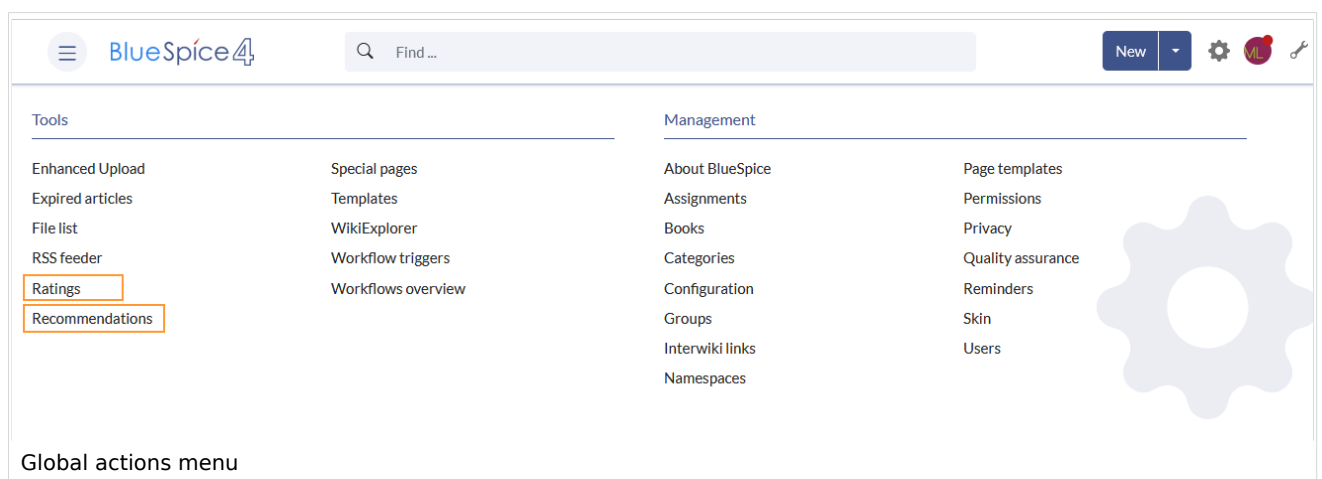 BlueSpice 4
Find ...
New
ML
Tools
Management
Enhanced Upload
Special pages
About BlueSpice
Page templates
Expired articles
Templates
Assignments
Permissions
File list
WikiExplorer
Books
Privacy
RSS feeder
Workflow triggers
Categories
Quality assurance
Ratings
Workflows overview
Configuration
Reminders
Recommendations
Groups
Skin
Interwiki links
Users
Namespaces
Global actions menu